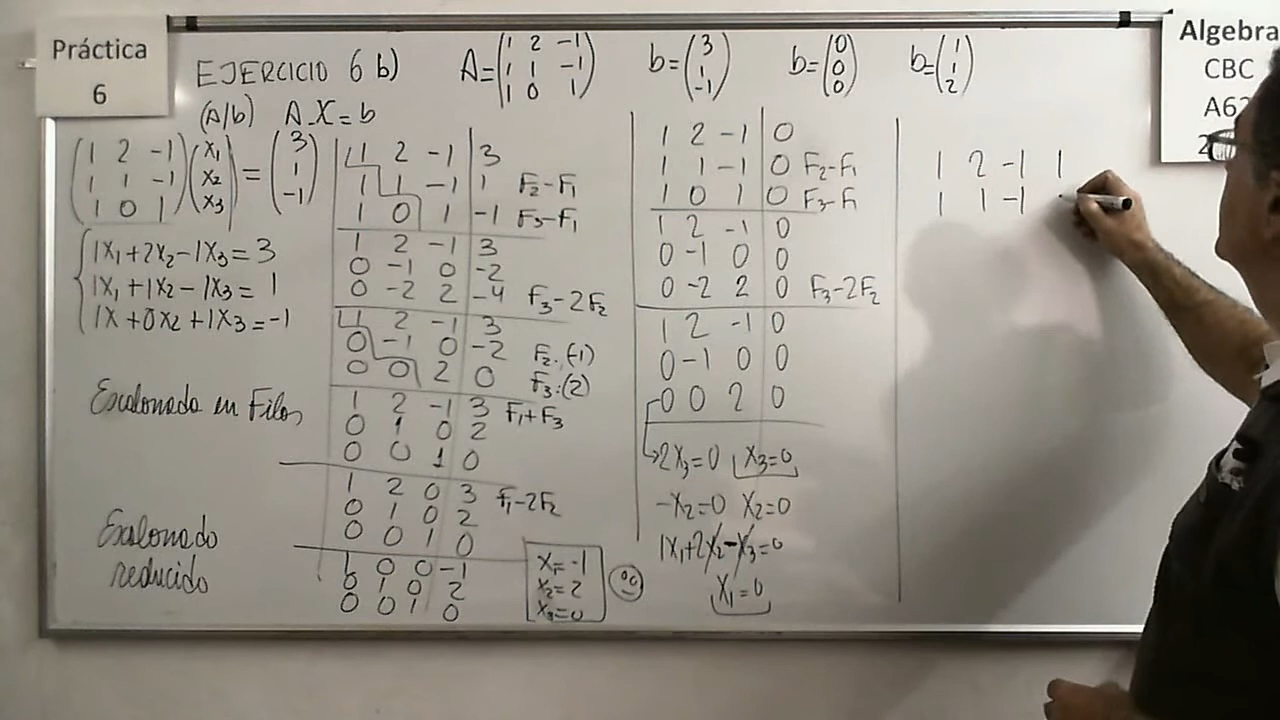 Práctica
6
Algebra
CBC
A62
2
EJERCICIO 6 b) A=(1 2 -1 b=(3 b=(0 b=(1
1 1 -1 1 0 1
1 0 1) -1) 0) 2)
(A/b) A.X=b
(1 2 -1 (x₁ (3
1 1 -1 x₂ = 1
1 0 1) x₃) -1)
{1x₁+2x₂-1x₃=3
1x₁+1x₂-1x₃=1
1x+0x₂+1x₃=-1
Escalonada en Filas
Escalonado
reducido
1 2 -1 | 3
1 1 -1 | 1 F₂-F₁
1 0 1 | -1 F₃-F₁
1 2 -1 3
0 -1 0 -2
0 -2 2 -4 F₃-2F₂
1 2 -1 3
0 -1 0 -2 F₂.(-1)
0 0 2 0 F₃:(2)
1 2 -1 3 F₁+F₃
0 1 0 2
0 0 1 0
1 2 0 3 F₁-2F₂
0 1 0 2
0 0 1 0
1 0 0 -1
0 1 0 2
0 0 1 0
x₁=-1
x₂=2
x₃=0
1 2 -1 | 0
1 1 -1 | 0 F₂-F₁
1 0 1 | 0 F₃-F₁
1 2 -1 0
0 -1 0 0
0 -2 2 0 F₃-2F₂
1 2 -1 0
0 -1 0 0
0 0 2 0
2x₃=0 x₃=0
-x₂=0 x₂=0
1x₁+2x₂-x₃=0
x₁=0
1 2 -1 1
1 1 -1